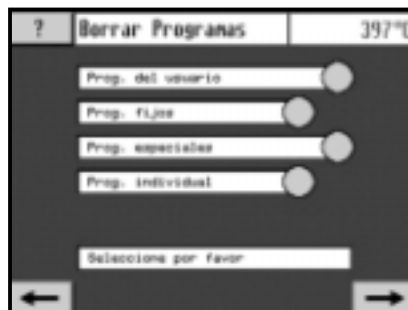 ? Borrar Programas 397°C
Prog. del usuario
Prog. fijos
Prog. especiales
Prog. individual
Seleccione por favor